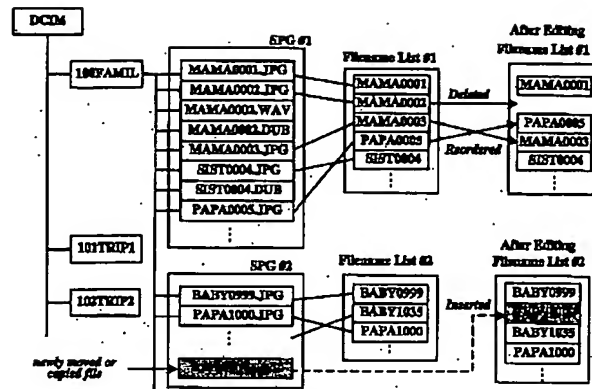 DCIM
100FAMIL
101TRIP1
102TRIP2
newly moved or
copied file
SPG #1
MAMA0001.JPG
MAMA0002.JPG
MAMA0002.WAV
MAMA0002.DUB
MAMA0003.JPG
SIST0004.JPG
SIST0004.DUB
PAPA0005.JPG
Filename List #1
MAMA0001
MAMA0002
MAMA0003
PAPA0005
SIST0004
Deleted
Reordered
After Editing
Filename List #1
MAMA0001
PAPA0005
MAMA0003
SIST0004
SPG #2
BABY0999.JPG
PAPA1000.JPG
Filename List #2
BABY0999
BABY1035
PAPA1000
Inserted
After Editing
Filename List #2
BABY0999
BABY1035
PAPA1000